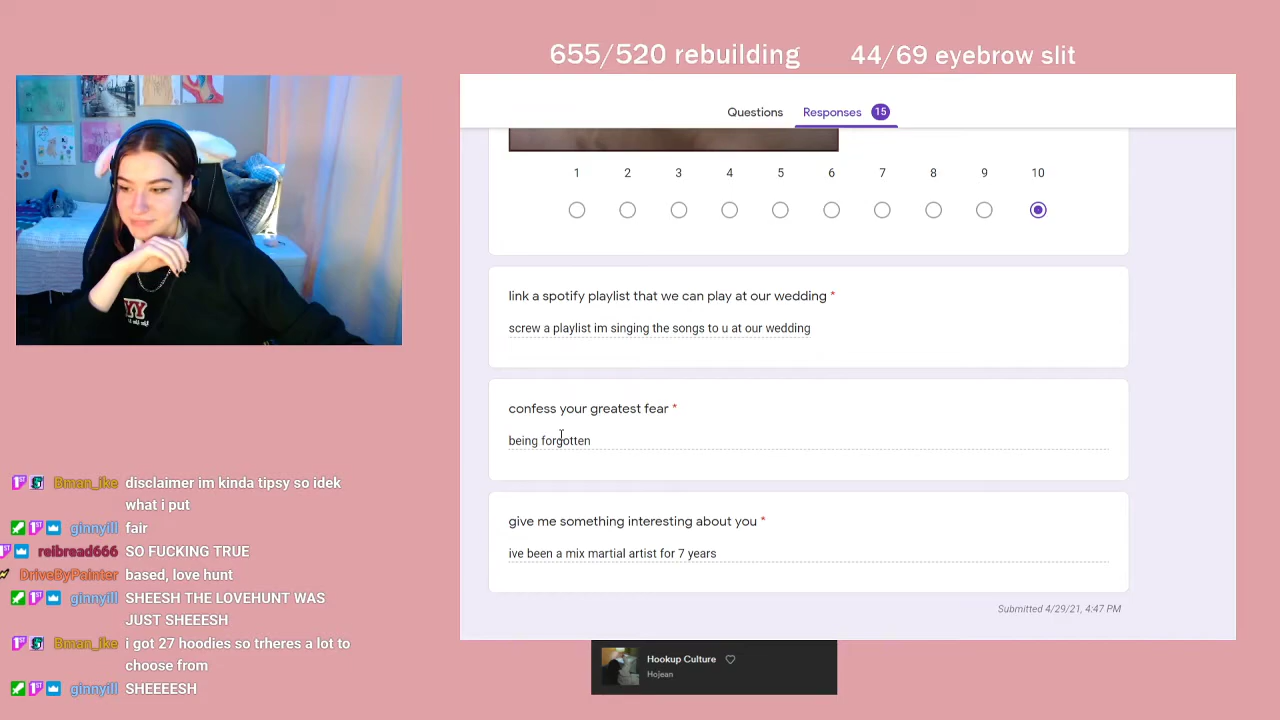 655/520 rebuilding
44/69 eyebrow slit
Questions
Responses 15
1 2 3 4 5 6 7 8 9 10
link a spotify playlist that we can play at our wedding *
screw a playlist im singing the songs to u at our wedding
confess your greatest fear *
being forgotten
give me something interesting about you *
ive been a mix martial artist for 7 years
Submitted 4/29/21, 4:47 PM
Bman_ike disclaimer im kinda tipsy so idek
what i put
ginnyill fair
reibread666 SO FUCKING TRUE
DriveByPainter based, love hunt
ginnyill SHEESH THE LOVEHUNT WAS
JUST SHEEESH
Bman_ike i got 27 hoodies so trheres a lot to
choose from
ginnyill SHEEEESH
Hookup Culture
Hojean